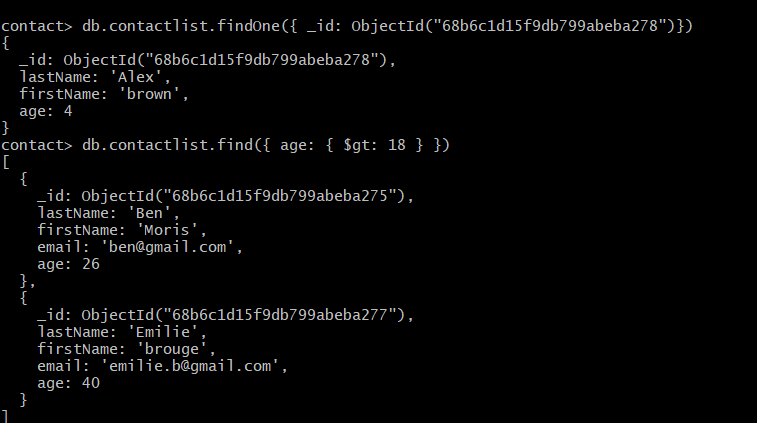 contact> db.contactlist.findOne({ _id: ObjectId("68b6c1d15f9db799abeba278")})
{
  _id: ObjectId("68b6c1d15f9db799abeba278"),
  lastName: 'Alex',
  firstName: 'brown',
  age: 4
}
contact> db.contactlist.find({ age: { $gt: 18 } })
[
  {
    _id: ObjectId("68b6c1d15f9db799abeba275"),
    lastName: 'Ben',
    firstName: 'Moris',
    email: 'ben@gmail.com',
    age: 26
  },
  {
    _id: ObjectId("68b6c1d15f9db799abeba277"),
    lastName: 'Emilie',
    firstName: 'brouge',
    email: 'emilie.b@gmail.com',
    age: 40
  }
]